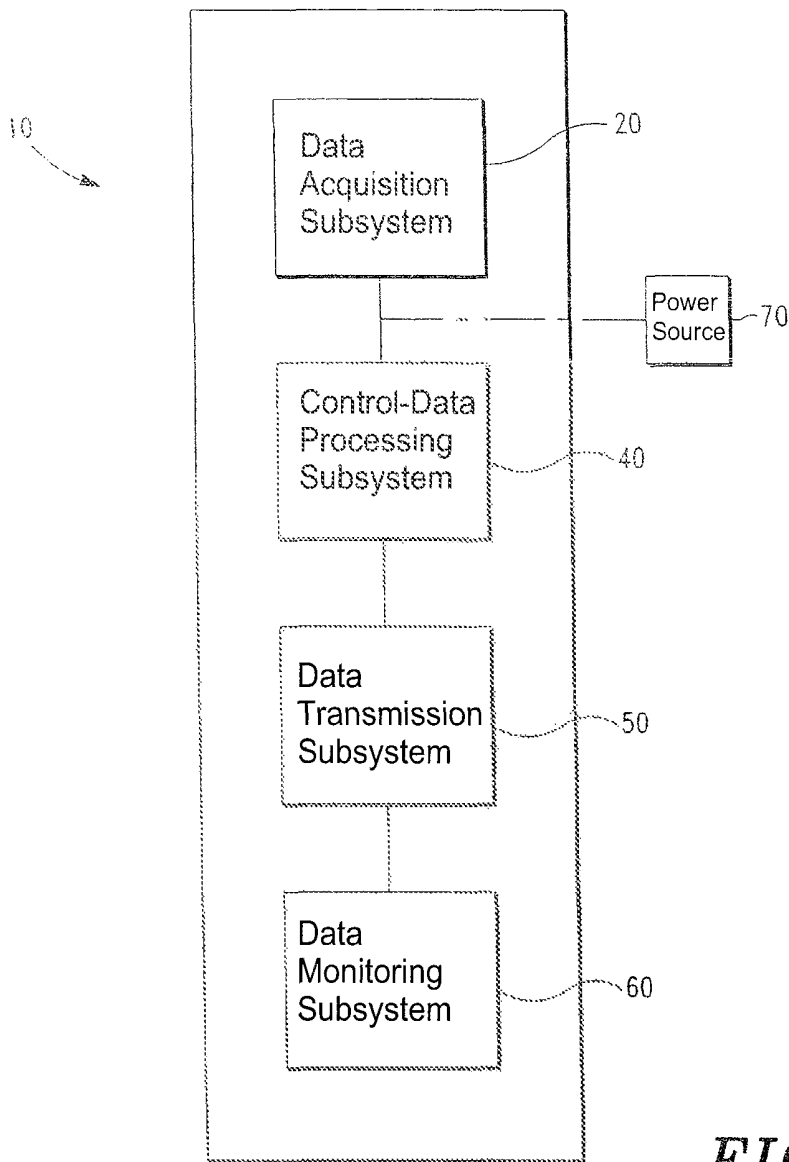 10
Data
Acquisition
Subsystem
20
Power
Source
70
Control-Data
Processing
Subsystem
40
Data
Transmission
Subsystem
50
Data
Monitoring
Subsystem
60